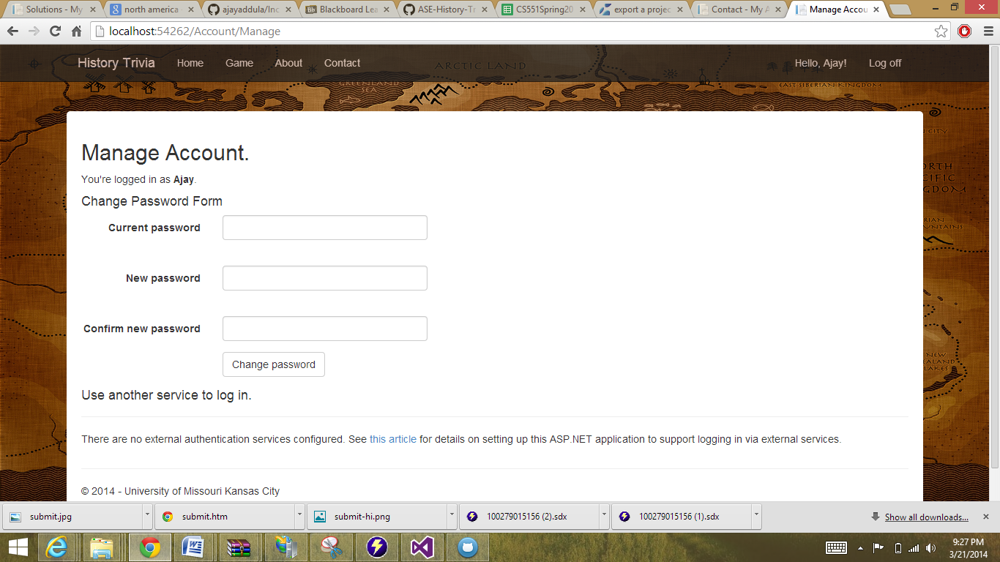 Solutions - My A
north america
ajayaddula/Inc
Blackboard Lea
ASE-History-Tr
CS551Spring20
export a projec
Contact - My A
Manage Accou
localhost:54262/Account/Manage
History Trivia Home Game About Contact Hello, Ajay! Log off
ARCTIC LAND
GREENLAND
SEA
EAST SIBERIAN KINGDOM
Manage Account.
You're logged in as Ajay.
Change Password Form
Current password
New password
Confirm new password
Change password
NEW
Use another service to log in.
There are no external authentication services configured. See this article for details on setting up this ASP.NET application to support logging in via external services.
© 2014 - University of Missouri Kansas City
submit.jpg submit.htm submit-hi.png 100279015156 (2).sdx 100279015156 (1).sdx Show all downloads...
9:27 PM
3/21/2014